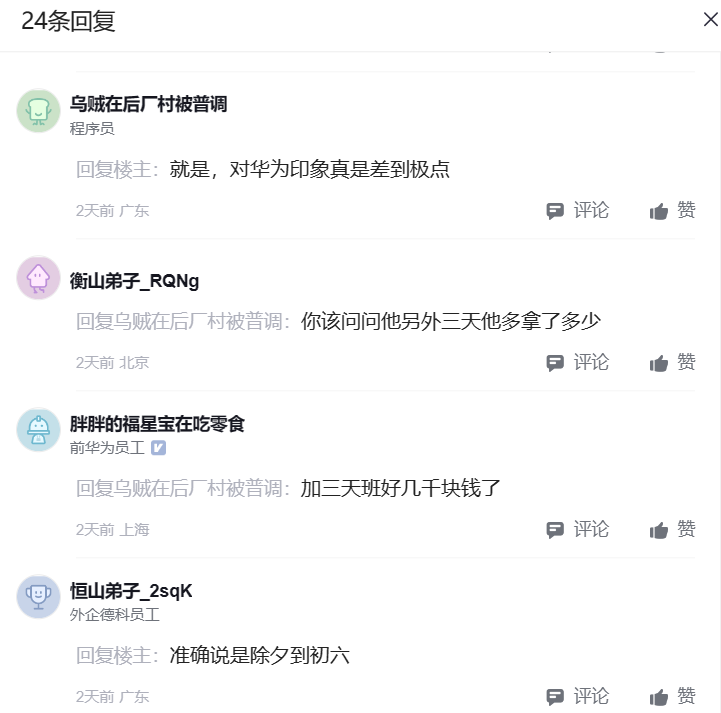 24条回复
乌贼在后厂村被普调
程序员
回复楼主：就是，对华为印象真是差到极点
2天前 广东 评论 赞
衡山弟子_RQNg
回复乌贼在后厂村被普调：你该问问他另外三天他多拿了多少
2天前 北京 评论 赞
胖胖的福星宝在吃零食
前华为员工
回复乌贼在后厂村被普调：加三天班好几千块钱了
2天前 上海 评论 赞
恒山弟子_2sqK
外企德科员工
回复楼主：准确说是除夕到初六
2天前 广东 评论 赞